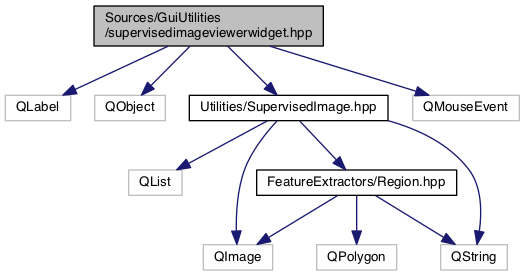 Sources/GuiUtilities
/supervisedimageviewerwidget.hpp
QLabel
QObject
Utilities/SupervisedImage.hpp
QMouseEvent
QList
FeatureExtractors/Region.hpp
QImage
QPolygon
QString